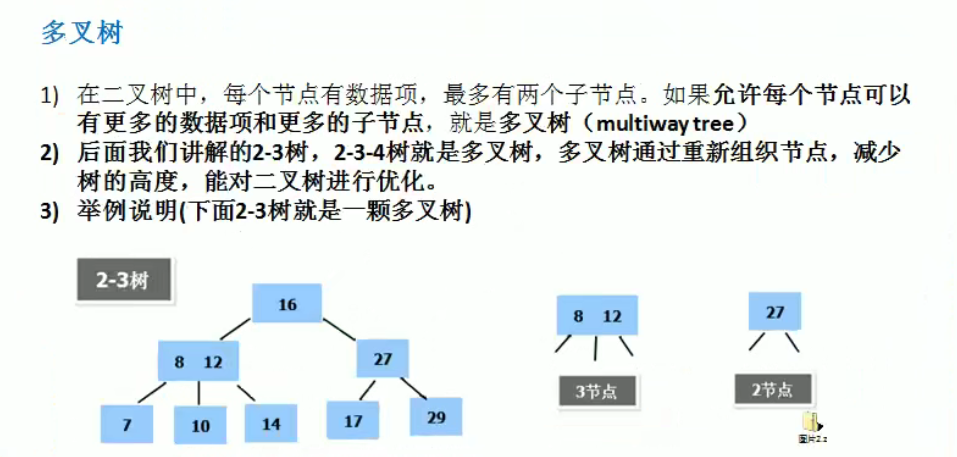 多叉树
1) 在二叉树中，每个节点有数据项，最多有两个子节点。如果允许每个节点可以
有更多的数据项和更多的子节点，就是多叉树（multiway tree）
2) 后面我们讲解的2-3树，2-3-4树就是多叉树，多叉树通过重新组织节点，减少
树的高度，能对二叉树进行优化。
3) 举例说明(下面2-3树就是一颗多叉树)
2-3树
16
8 12
27
7
10
14
17
29
8 12
3节点
27
2节点
图片2.z